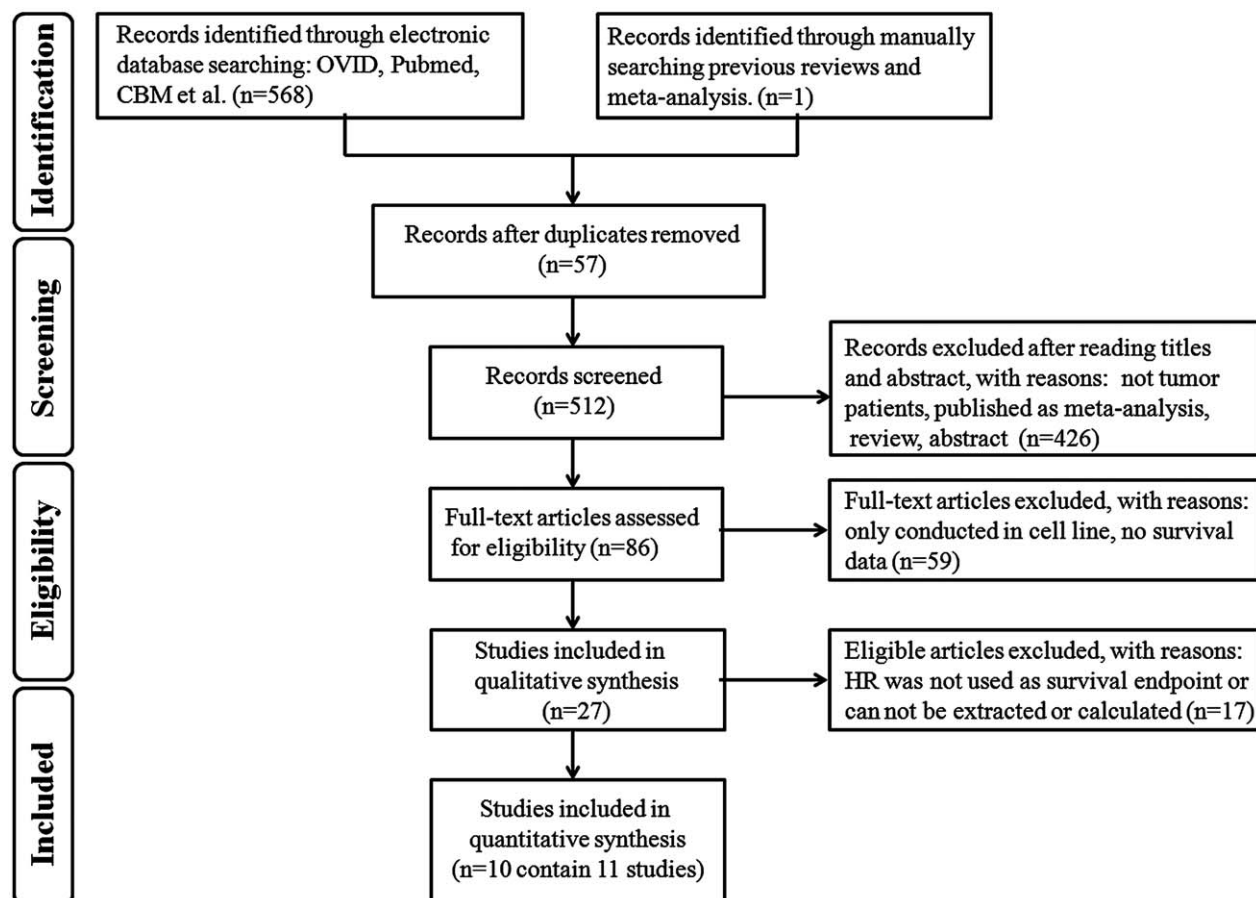 Identification
Records identified through electronic
database searching: OVID, Pubmed,
CBM et al. (n=568)
Records identified through manually
searching previous reviews and
meta-analysis. (n=1)
Records after duplicates removed
(n=57)
Screening
Records screened
(n=512)
Records excluded after reading titles
and abstract, with reasons: not tumor
patients, published as meta-analysis,
review, abstract (n=426)
Eligibility
Full-text articles assessed
for eligibility (n=86)
Full-text articles excluded, with reasons:
only conducted in cell line, no survival
data (n=59)
Studies included in
qualitative synthesis
(n=27)
Eligible articles excluded, with reasons:
HR was not used as survival endpoint or
can not be extracted or calculated (n=17)
Included
Studies included in
quantitative synthesis
(n=10 contain 11 studies)